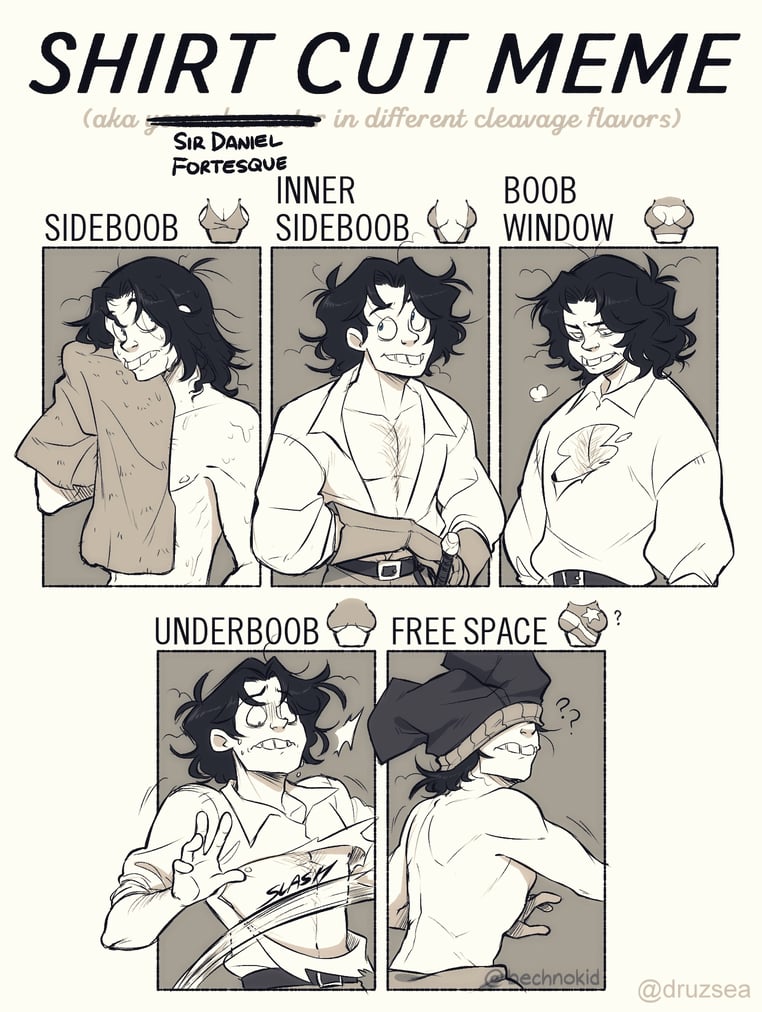 SHIRT CUT MEME
(aka in different cleavage flavors)
SIR DANIEL
FORTESQUE
SIDEBOOB
INNER
SIDEBOOB
BOOB
WINDOW
UNDERBOOB
FREE SPACE
?
??
SLASH
@bechnokid
@druzsea